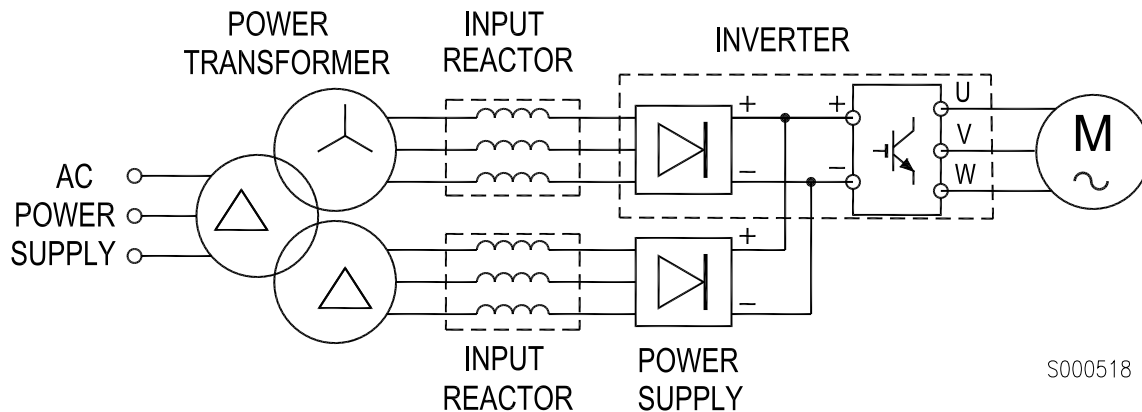 POWER
TRANSFORMER
INPUT
REACTOR
INVERTER
AC
POWER
SUPPLY
+
−
+
−
U
V
W
M
+
−
INPUT
REACTOR
POWER
SUPPLY
S000518